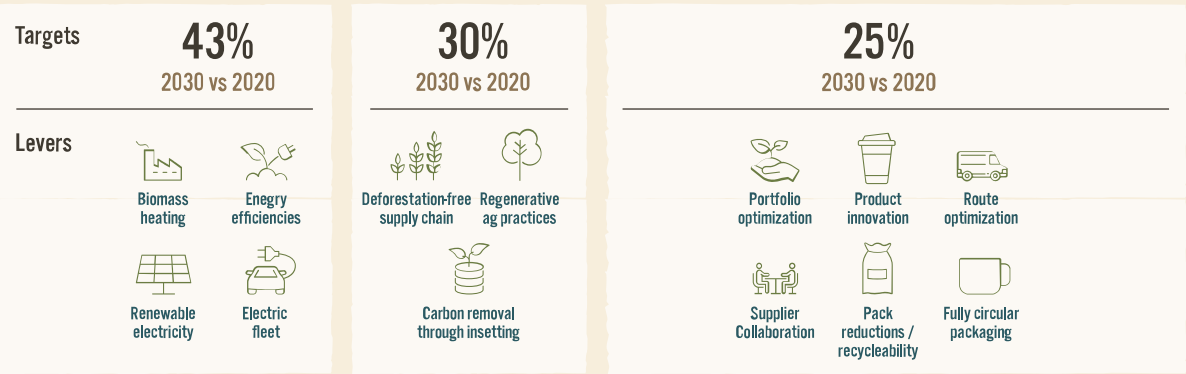 Targets
43%
2030 vs 2020
30%
2030 vs 2020
25%
2030 vs 2020
Levers
Biomass
heating
Enegry
efficiencies
Renewable
electricity
Electric
fleet
Deforestation-free
supply chain
Regenerative
ag practices
Carbon removal
through insetting
Portfolio
optimization
Product
innovation
Route
optimization
Supplier
Collaboration
Pack
reductions /
recycleability
Fully circular
packaging